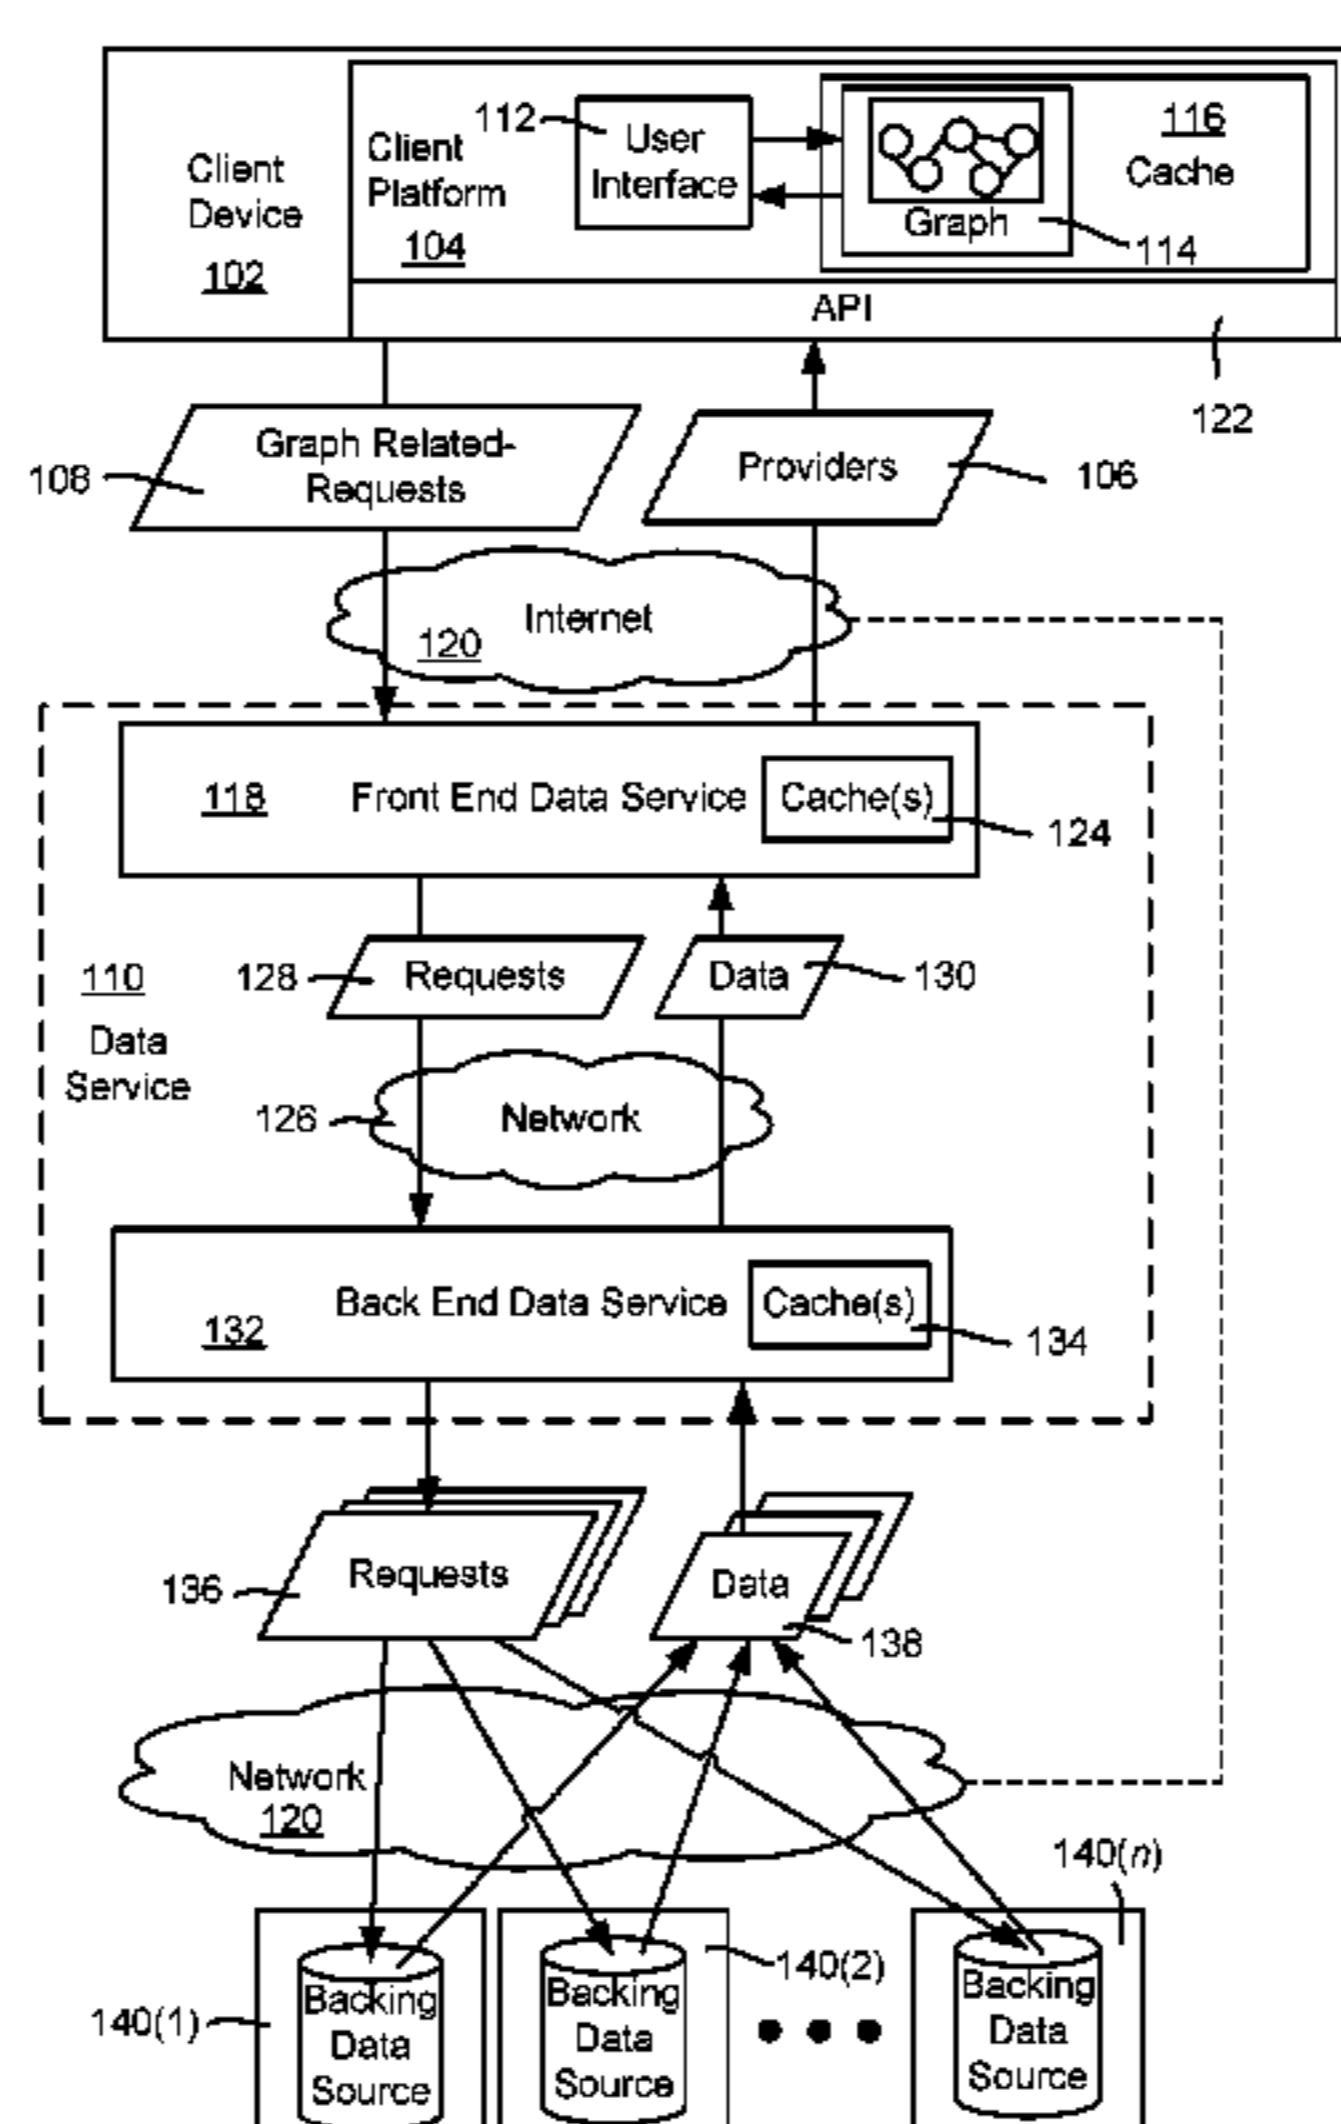 Client
Device
102
Client
Platform
104
112
User
Interface
Graph
114
116
Cache
API
122
108
Graph Related-
Requests
Providers
106
Internet
120
118
Front End Data Service
Cache(s)
124
110
Data
Service
128
Requests
Data
130
126
Network
132
Back End Data Service
Cache(s)
134
136
Requests
Data
138
Network
120
140(1)
Backing
Data
Source
140(2)
Backing
Data
Source
140(n)
Backing
Data
Source